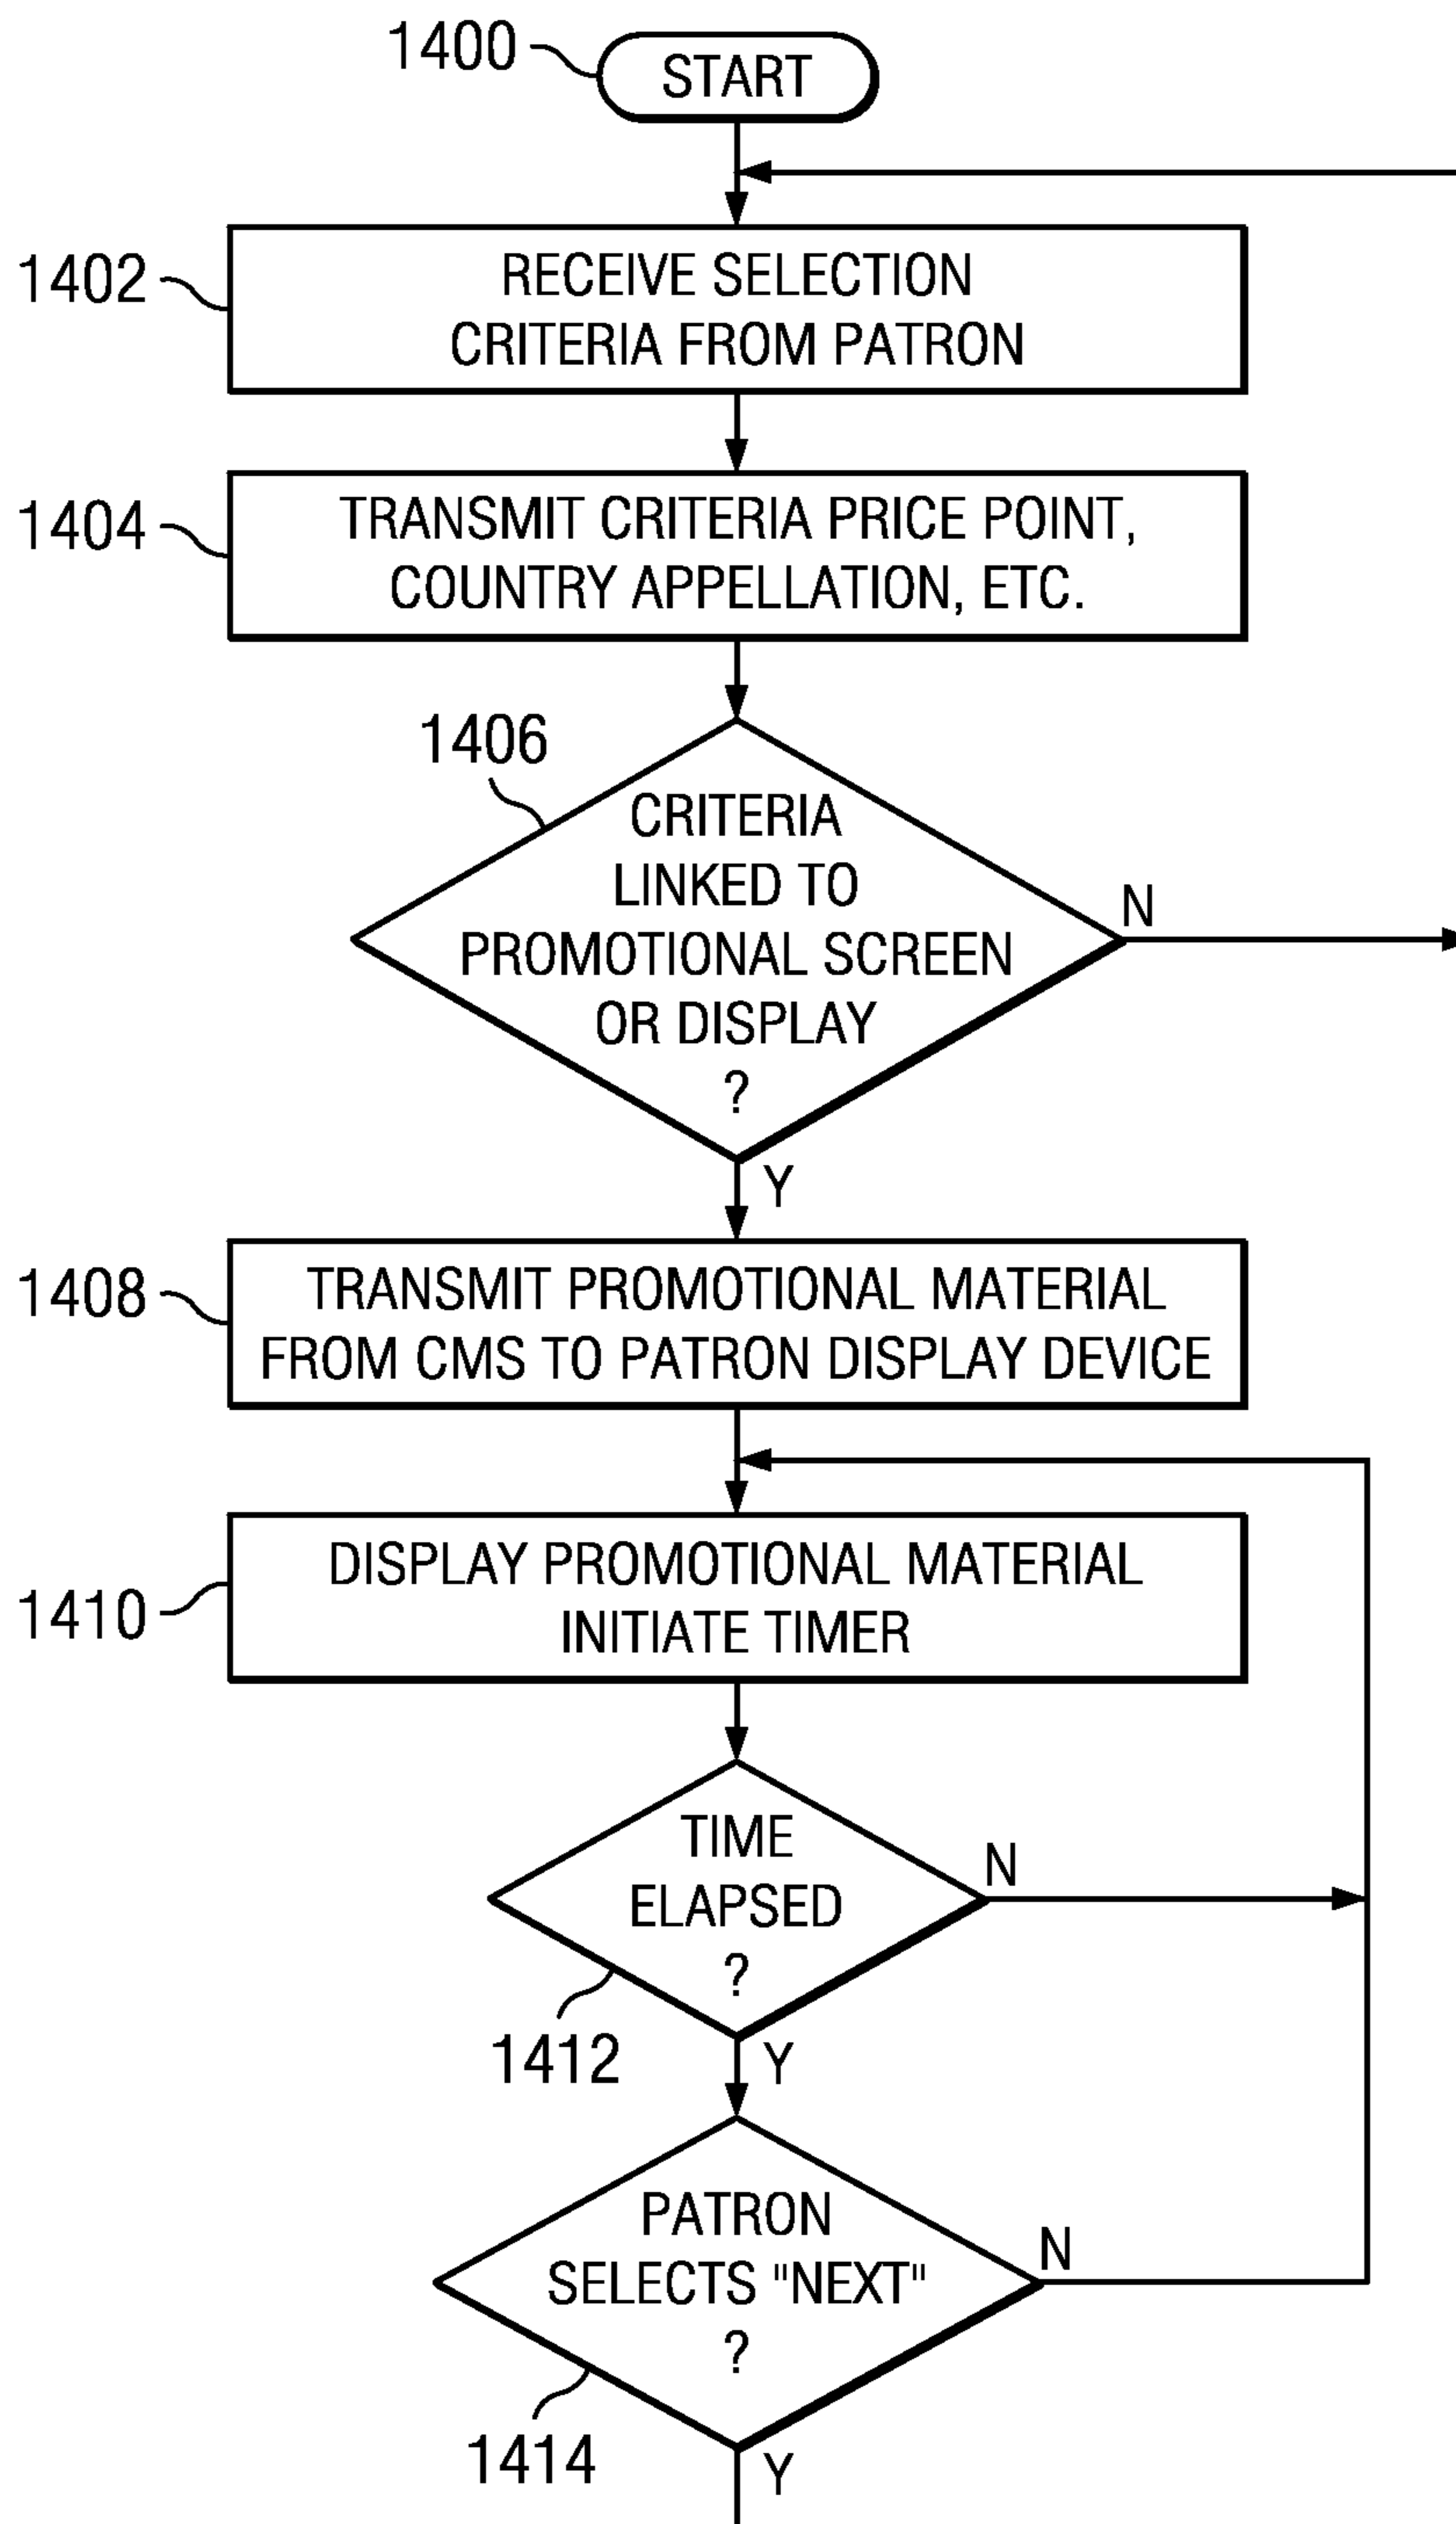 1400
START
1402
RECEIVE SELECTION
CRITERIA FROM PATRON
1404
TRANSMIT CRITERIA PRICE POINT,
COUNTRY APPELLATION, ETC.
1406
CRITERIA
LINKED TO
PROMOTIONAL SCREEN
OR DISPLAY
?
N
Y
1408
TRANSMIT PROMOTIONAL MATERIAL
FROM CMS TO PATRON DISPLAY DEVICE
1410
DISPLAY PROMOTIONAL MATERIAL
INITIATE TIMER
TIME
ELAPSED
?
N
1412
Y
PATRON
SELECTS "NEXT"
?
N
1414
Y